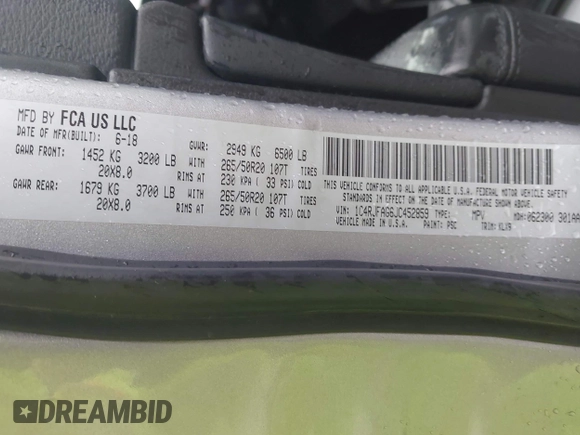 MFD BY FCA US LLC
DATE OF MFR(BUILT): 6-18 GVWR: 2949 KG 6500 LB
GAWR FRONT: 1452 KG 3200 LB WITH 265/50R20 107T TIRES
20X8.0 RIMS AT 230 KPA ( 33 PSI) COLD
GAWR REAR: 1679 KG 3700 LB WITH 265/50R20 107T TIRES
20X8.0 RIMS AT 250 KPA ( 36 PSI) COLD
THIS VEHICLE CONFORMS TO ALL APPLICABLE U.S.A. FEDERAL MOTOR VEHICLE SAFETY,
STANDARDS IN EFFECT ON THE DATE OF MANUFACTURE SHOWN ABOVE.
VIN: 1C4RJFAG6JC452859 TYPE: MPV MDH: 062300 301AA
VEHICLE MADE IN U.S.A. PAINT: PSC TRIM: KLX9
DREAMBID